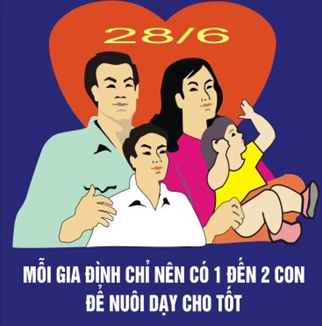 28/6
MỖI GIA ĐÌNH CHỈ NÊN CÓ 1 ĐẾN 2 CON
ĐỂ NUÔI DẠY CHO TỐT